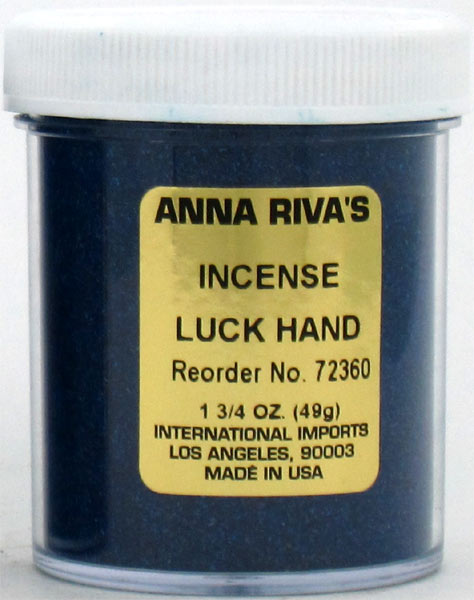 ANNA RIVA'S
INCENSE
LUCK HAND
Reorder No. 72360
1 3/4 OZ. (49g)
INTERNATIONAL IMPORTS
LOS ANGELES, 90003
MADE IN USA